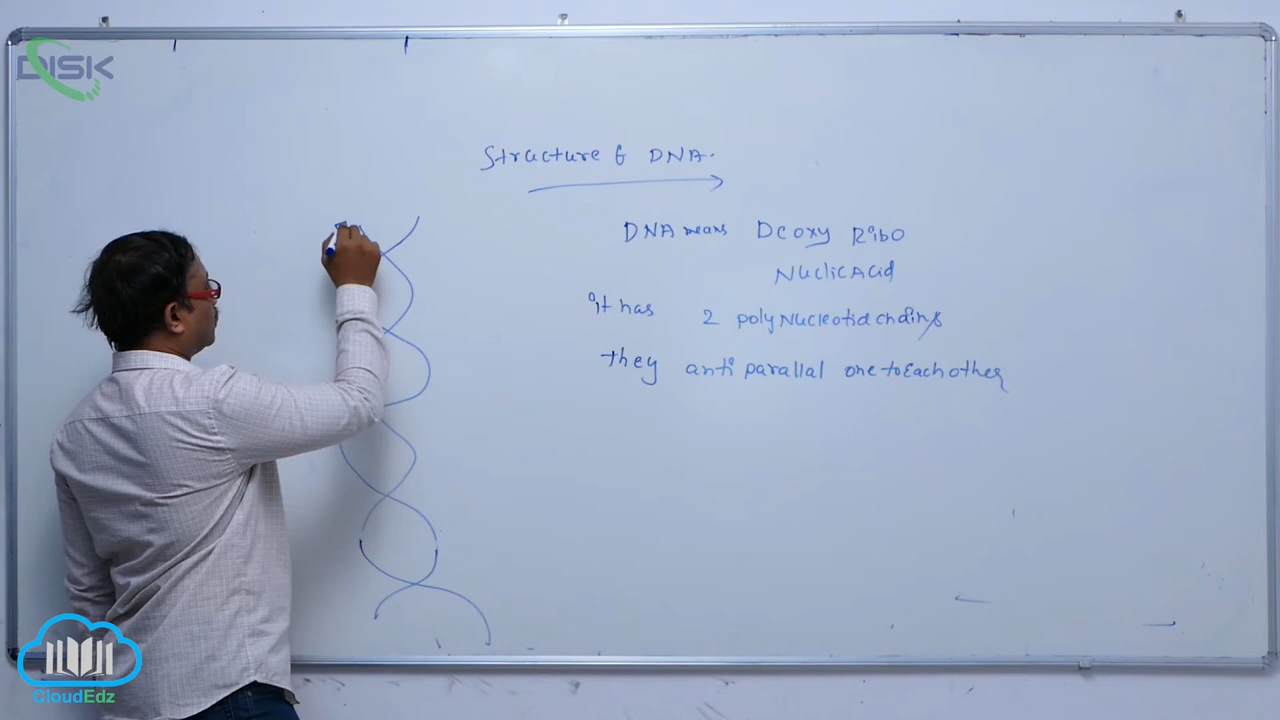 DISK
Structure of DNA.
DNA means Deoxy Ribo
Nuclic Acid
it has 2 poly Nucleotid chains
they anti parallal one to Each other
CloudEdz